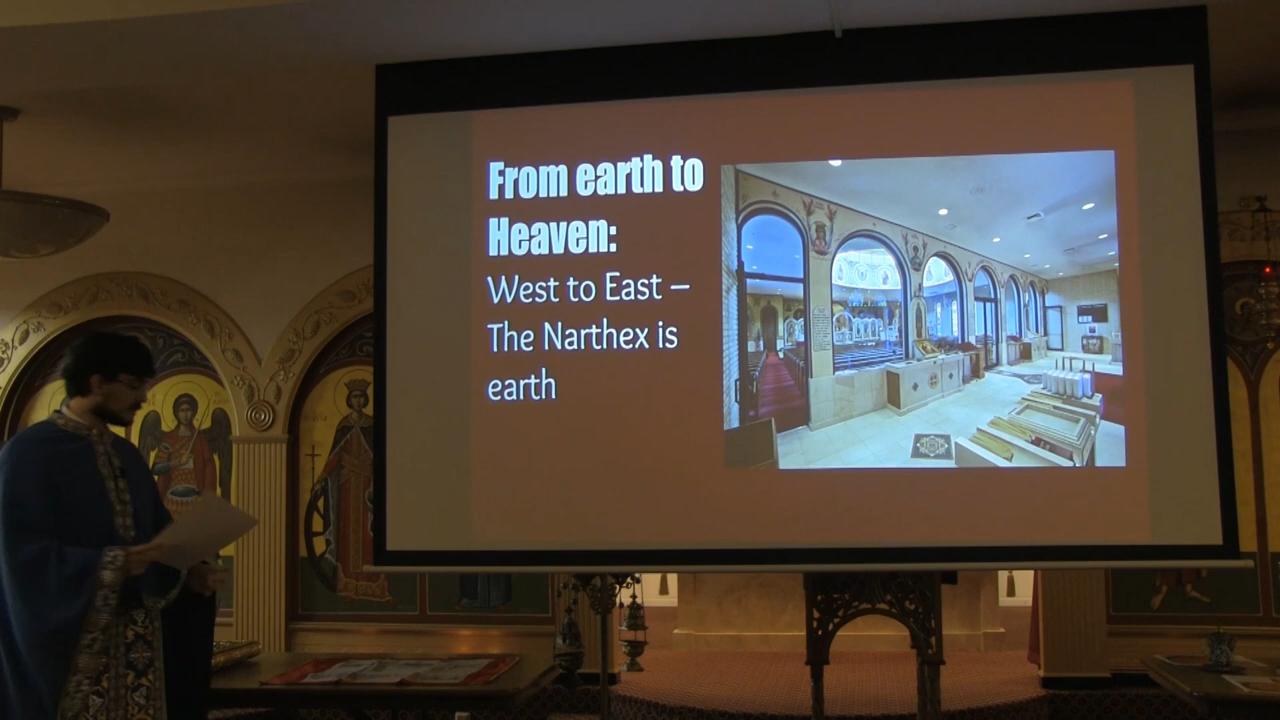 From earth to
Heaven:
West to East –
The Narthex is
earth